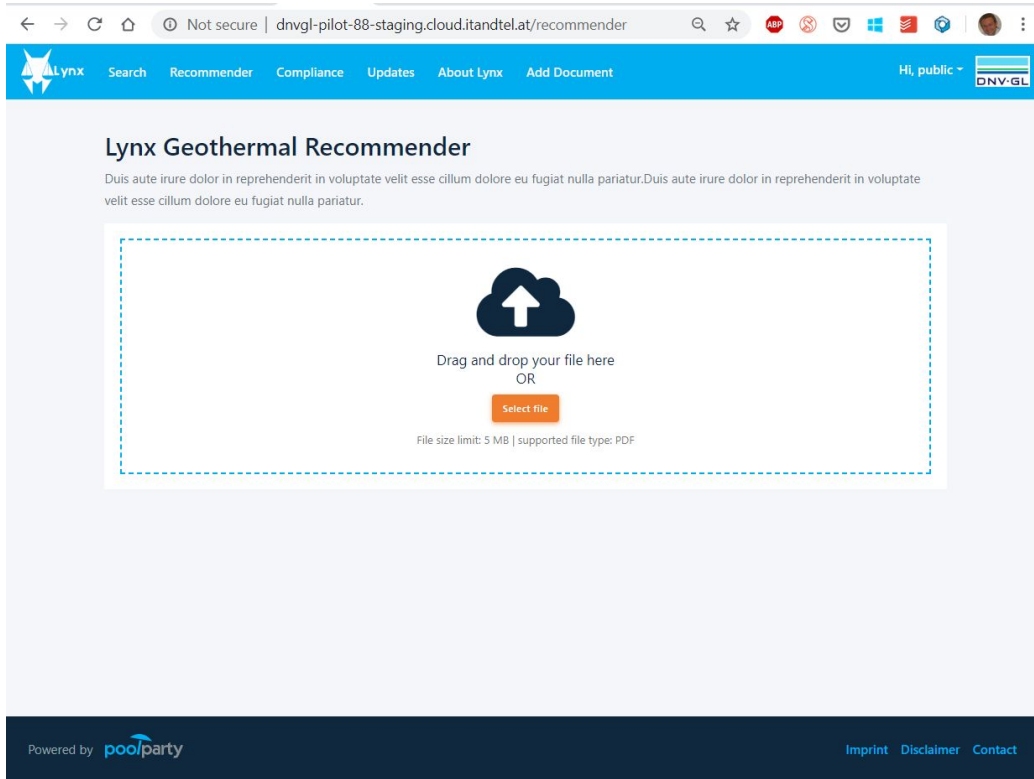 Not secure | dnvgl-pilot-88-staging.cloud.itandtel.at/recommender
ABP
Lynx Search Recommender Compliance Updates About Lynx Add Document Hi, public
DNV·GL
Lynx Geothermal Recommender
Duis aute irure dolor in reprehenderit in voluptate velit esse cillum dolore eu fugiat nulla pariatur.Duis aute irure dolor in reprehenderit in voluptate
velit esse cillum dolore eu fugiat nulla pariatur.
Drag and drop your file here
OR
Select file
File size limit: 5 MB | supported file type: PDF
Powered by poolparty Imprint Disclaimer Contact